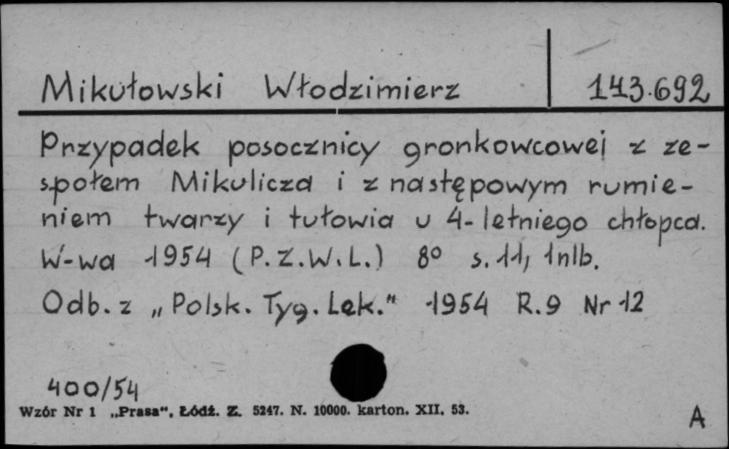 Mikułowski Włodzimierz 143.692
Przypadek posocznicy gronkowcowej z ze-
społem Mikulicza i z następowym rumie-
niem twarzy i tułowia u 4-letniego chłopca.
W-wa 1954 (P.Z.W.L.) 8° s.11, 1nlb.
Odb. z „Polsk. Tyg. Lek." 1954 R.9 Nr 12
400/54
Wzór Nr 1 „Prasa", Łódź. Z. 5247. N. 10000. karton. XII. 53.
A